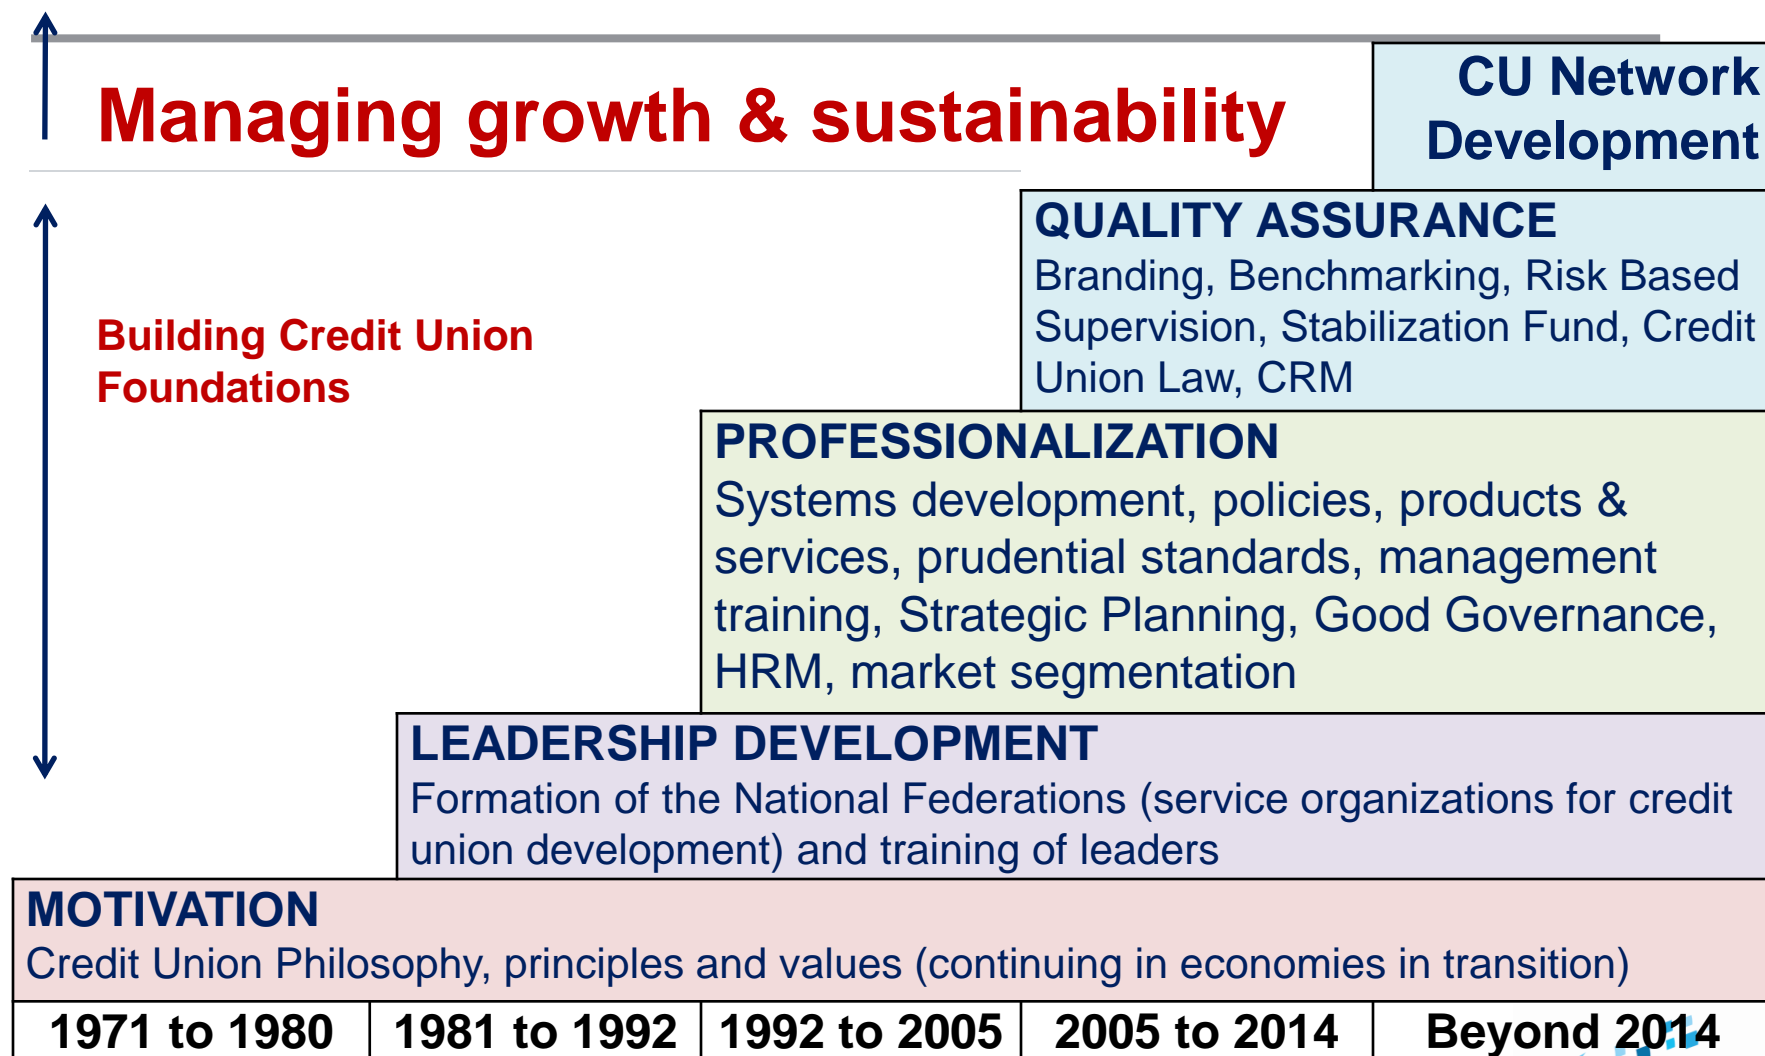 Managing growth & sustainability
CU Network
Development
QUALITY ASSURANCE
Branding, Benchmarking, Risk Based
Supervision, Stabilization Fund, Credit
Union Law, CRM
Building Credit Union
Foundations
PROFESSIONALIZATION
Systems development, policies, products &
services, prudential standards, management
training, Strategic Planning, Good Governance,
HRM, market segmentation
LEADERSHIP DEVELOPMENT
Formation of the National Federations (service organizations for credit
union development) and training of leaders
MOTIVATION
Credit Union Philosophy, principles and values (continuing in economies in transition)
1971 to 1980 1981 to 1992 1992 to 2005 2005 to 2014 Beyond 2014